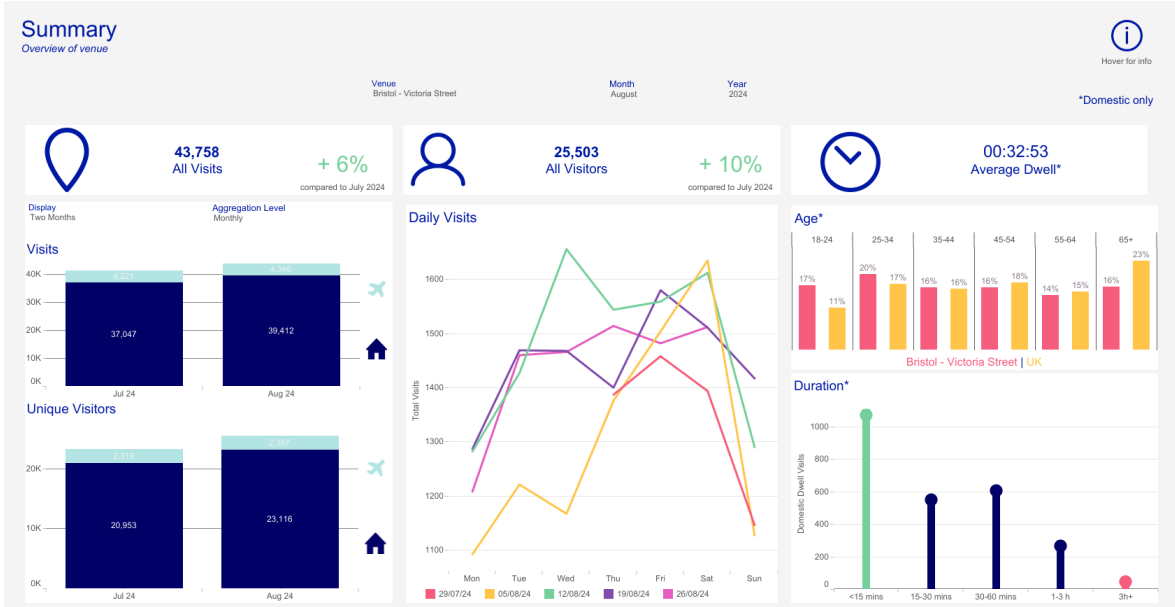 Summary
Overview of venue
Hover for info
Venue
Bristol - Victoria Street
Month
August
Year
2024
*Domestic only
43,758
All Visits
+ 6%
compared to July 2024
25,503
All Visitors
+ 10%
compared to July 2024
00:32:53
Average Dwell*
Display
Two Months
Aggregation Level
Monthly
Visits
40K
30K
20K
10K
0K
4,221
37,047
4,346
39,412
Jul 24
Aug 24
Unique Visitors
20K
10K
0K
2,319
20,953
2,387
23,116
Jul 24
Aug 24
Daily Visits
Total Visits
1600
1500
1400
1300
1200
1100
Mon Tue Wed Thu Fri Sat Sun
29/07/24 05/08/24 12/08/24 19/08/24 26/08/24
Age*
18-24 25-34 35-44 45-54 55-64 65+
17% 11% 20% 17% 16% 16% 16% 18% 14% 15% 16% 23%
Bristol - Victoria Street | UK
Duration*
Domestic Dwell Visits
1000
800
600
400
200
0
<15 mins 15-30 mins 30-60 mins 1-3 h 3h+